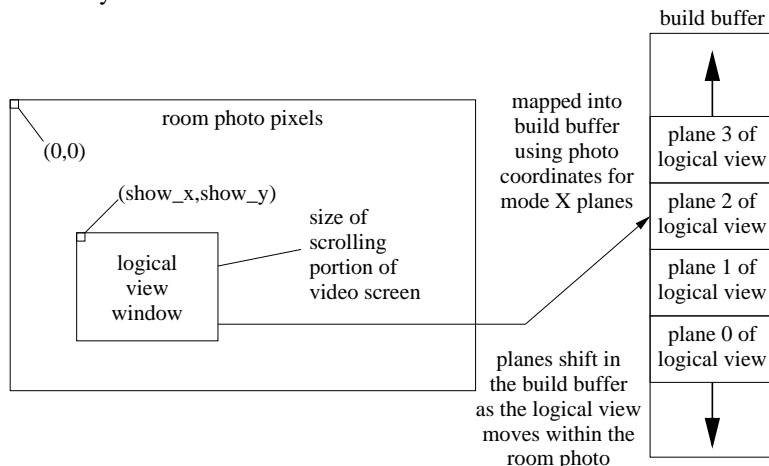 build buffer
room photo pixels
(0,0)
(show_x,show_y)
logical
view
window
size of
scrolling
portion of
video screen
mapped into
build buffer
using photo
coordinates for
mode X planes
plane 3 of
logical view
plane 2 of
logical view
plane 1 of
logical view
plane 0 of
logical view
planes shift in
the build buffer
as the logical view
moves within the
room photo